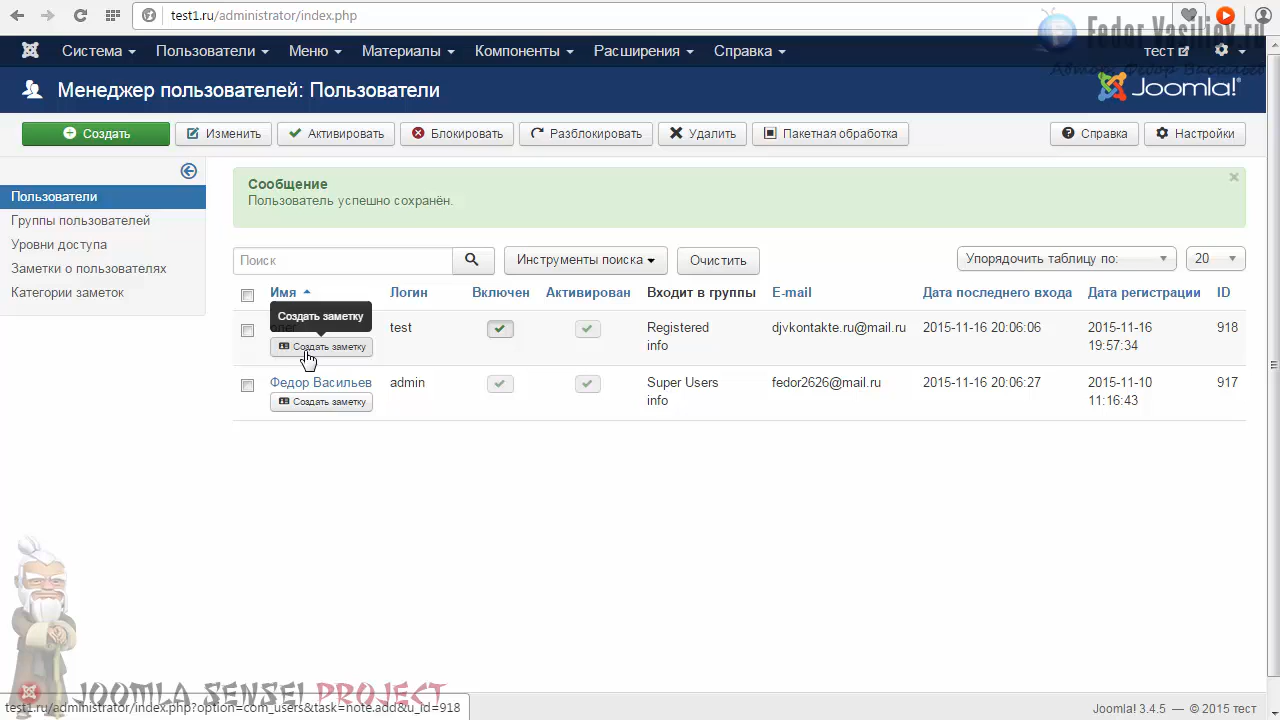 test1.ru/administrator/index.php
Fedor Vasiliev.ru
Автор: Федор Васильев
Система Пользователи Меню Материалы Компоненты Расширения Справка тест
Менеджер пользователей: Пользователи
Joomla!
Создать Изменить Активировать Блокировать Разблокировать Удалить Пакетная обработка Справка Настройки
Пользователи
Группы пользователей
Уровни доступа
Заметки о пользователях
Категории заметок
Сообщение
Пользователь успешно сохранён.
×
Поиск Инструменты поиска Очистить Упорядочить таблицу по: 20
Имя Логин Включен Активирован Входит в группы E-mail Дата последнего входа Дата регистрации ID
Создать заметку
test Registered djvkontakte.ru@mail.ru 2015-11-16 20:06:06 2015-11-16 918
Создать заметку info 19:57:34
Федор Васильев admin Super Users fedor2626@mail.ru 2015-11-16 20:06:27 2015-11-10 917
Создать заметку info 11:16:43
JOOMLA SENSEI PROJECT
test1.ru/administrator/index.php?option=com_users&task=note.add&u_id=918
Joomla! 3.4.5 — © 2015 тест